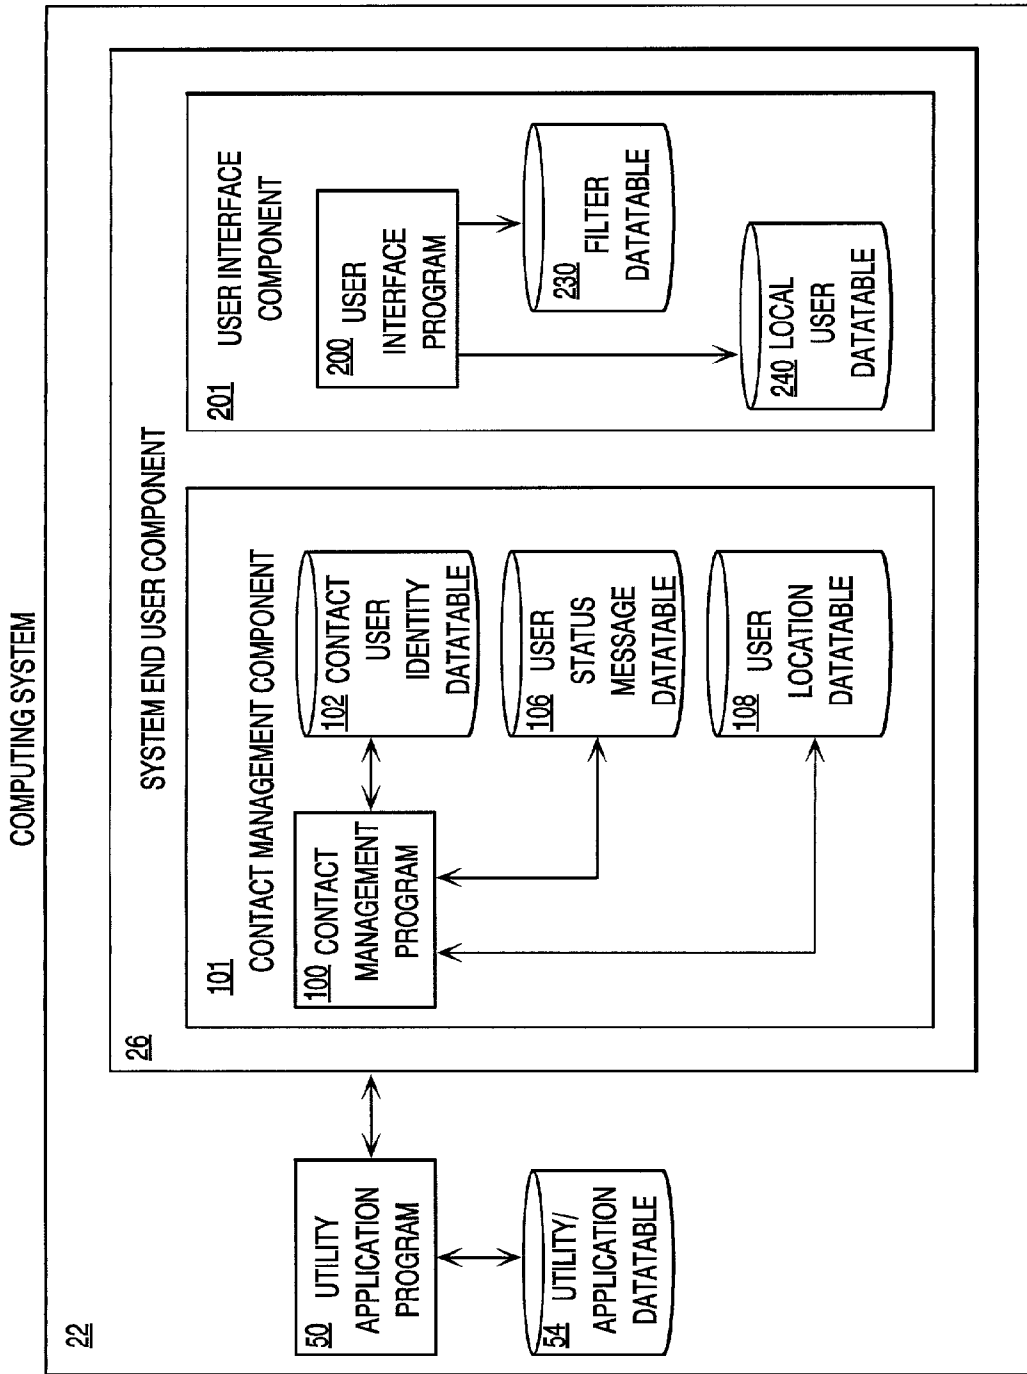 COMPUTING SYSTEM
22
50 UTILITY
APPLICATION
PROGRAM
54 UTILITY/
APPLICATION
DATATABLE
26
SYSTEM END USER COMPONENT
101
CONTACT MANAGEMENT COMPONENT
100 CONTACT
MANAGEMENT
PROGRAM
102 CONTACT
USER
IDENTITY
DATATABLE
106 USER
STATUS
MESSAGE
DATATABLE
108 USER
LOCATION
DATATABLE
201
USER INTERFACE
COMPONENT
200 USER
INTERFACE
PROGRAM
230 FILTER
DATATABLE
240 LOCAL
USER
DATATABLE